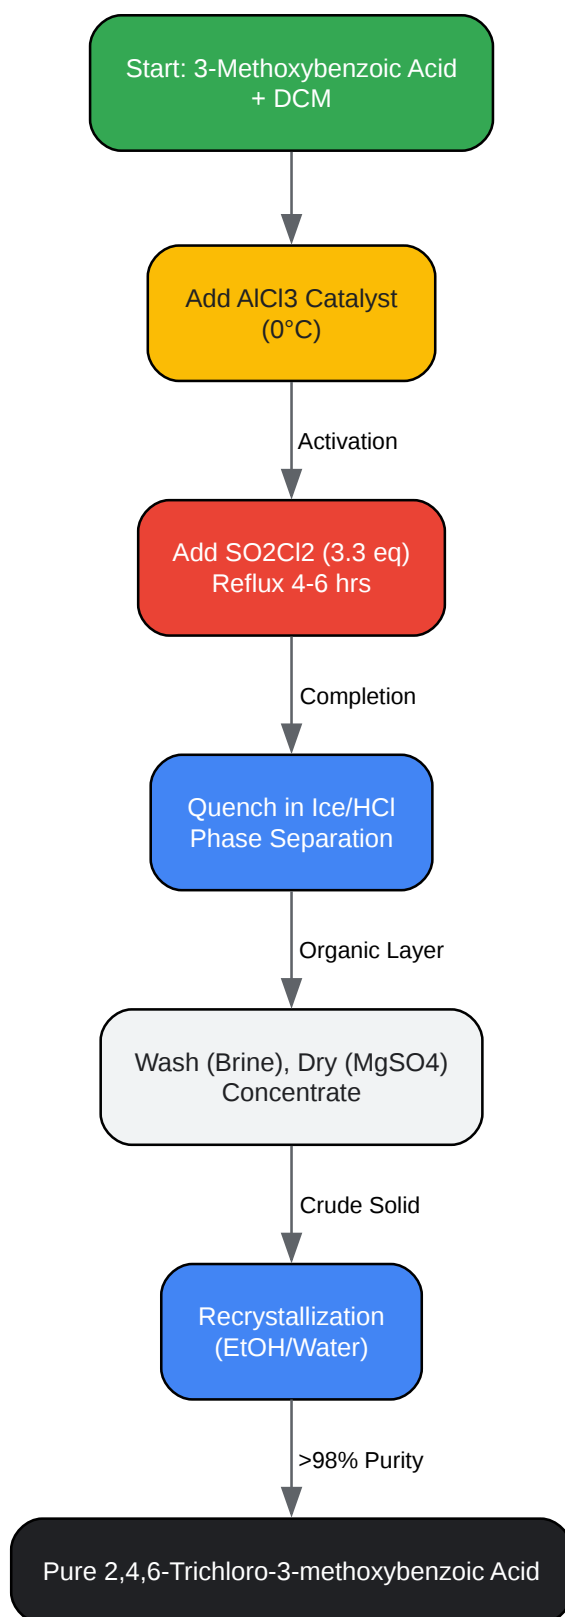 Start: 3-Methoxybenzoic Acid
+ DCM
Add AlCl3 Catalyst
(0°C)
Activation
Add SO2Cl2 (3.3 eq)
Reflux 4-6 hrs
Completion
Quench in Ice/HCl
Phase Separation
Organic Layer
Wash (Brine), Dry (MgSO4)
Concentrate
Crude Solid
Recrystallization
(EtOH/Water)
>98% Purity
Pure 2,4,6-Trichloro-3-methoxybenzoic Acid